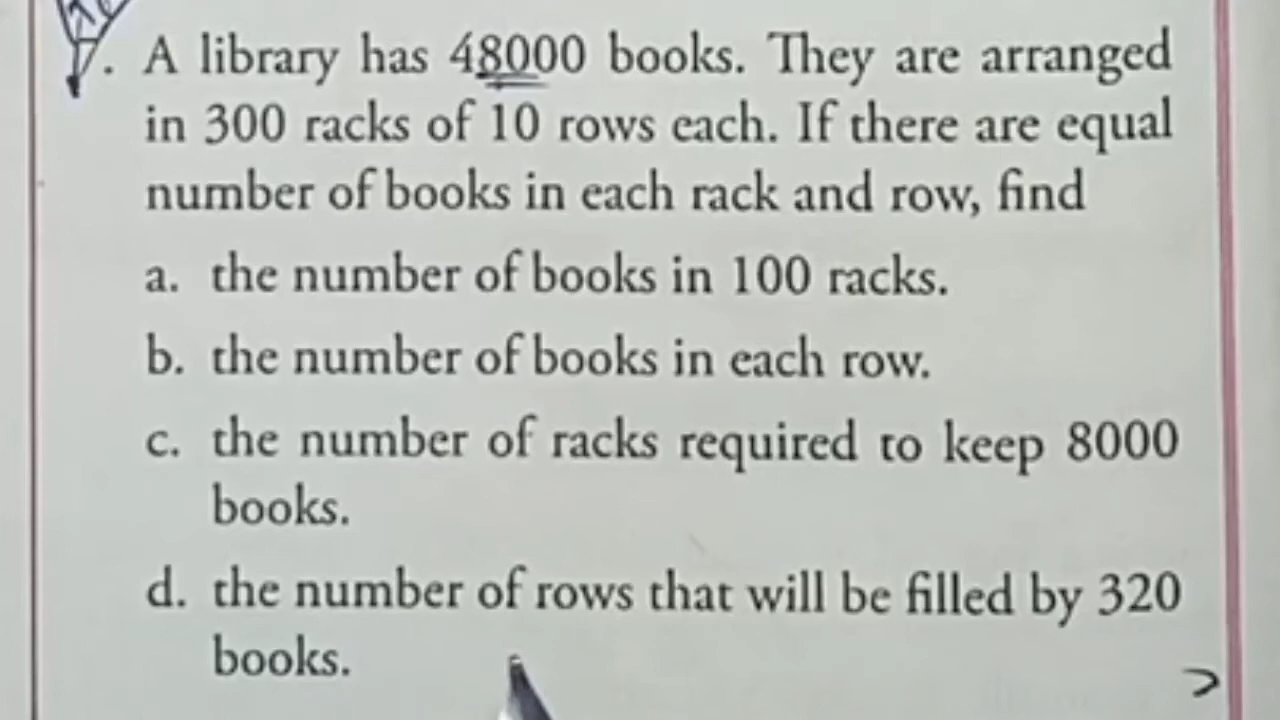 . A library has 48000 books. They are arranged
in 300 racks of 10 rows each. If there are equal
number of books in each rack and row, find
a. the number of books in 100 racks.
b. the number of books in each row.
c. the number of racks required to keep 8000
books.
d. the number of rows that will be filled by 320
books.